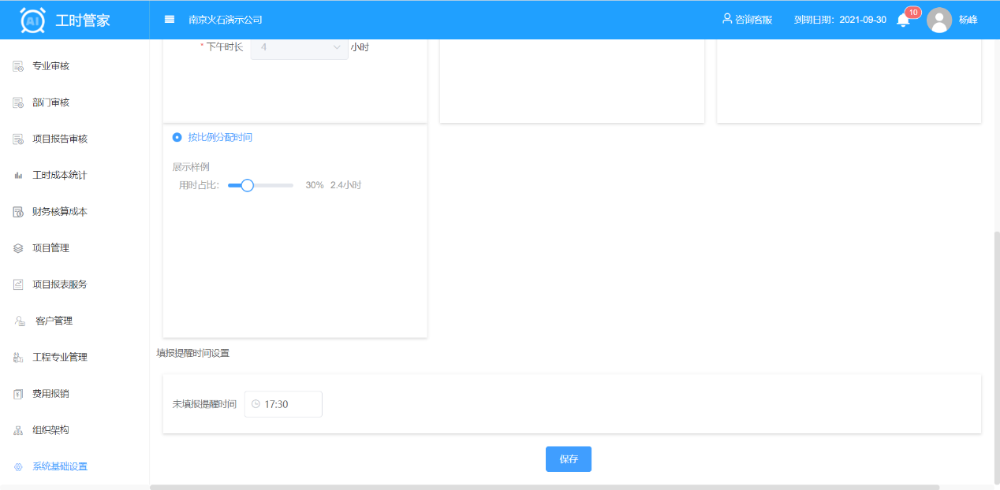 AI 工时管家
南京火石演示公司
咨询客服
到期日期：2021-09-30
10
杨峰
专业审核
部门审核
项目报告审核
工时成本统计
财务核算成本
项目管理
项目报表服务
客户管理
工程专业管理
费用报销
组织架构
系统基础设置
* 下午时长 4 小时
按比例分配时间
展示样例
用时占比： 30% 2.4小时
填报提醒时间设置
未填报提醒时间 17:30
保存